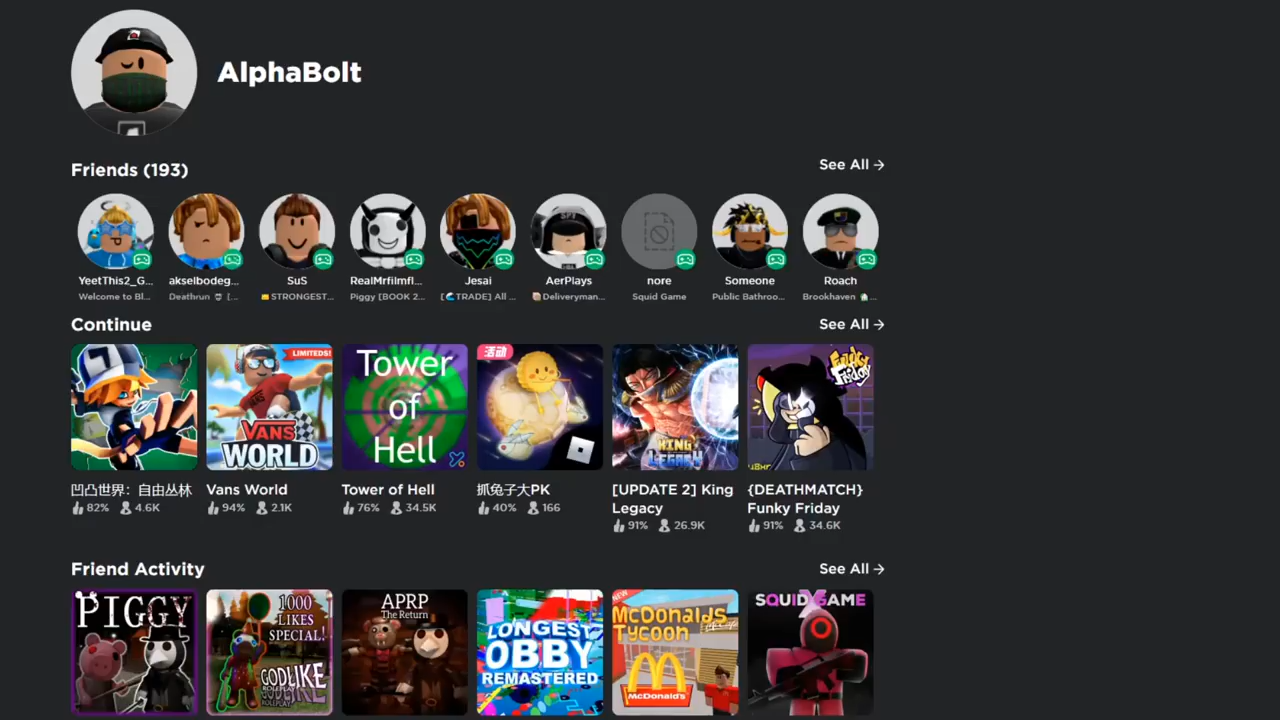 AlphaBolt
Friends (193)
See All →
YeetThis2_G...
akselbodeg...
SuS
RealMrfilmfl...
Jesai
AerPlays
nore
Someone
Roach
Welcome to Bl...
Deathrun [...
STRONGEST...
Piggy [BOOK 2...
[TRADE] All ...
Deliveryman...
Squid Game
Public Bathroo...
Brookhaven ...
Continue
See All →
LIMITEDS!
VANS
WORLD
Tower
of
Hell
活动
KING
LEGACY
Funky
Friday
凹凸世界：自由丛林
Vans World
Tower of Hell
抓兔子大PK
[UPDATE 2] King
Legacy
{DEATHMATCH}
Funky Friday
82% 4.6K
94% 2.1K
76% 34.5K
40% 166
91% 26.9K
91% 34.6K
Friend Activity
See All →
PIGGY
1000
LIKES
SPECIAL!
GODLIKE
ROLEPLAY
APRP
The Return
LONGEST
OBBY
REMASTERED
NEW
McDonalds
Tycoon
McDonald's
SQUID GAME